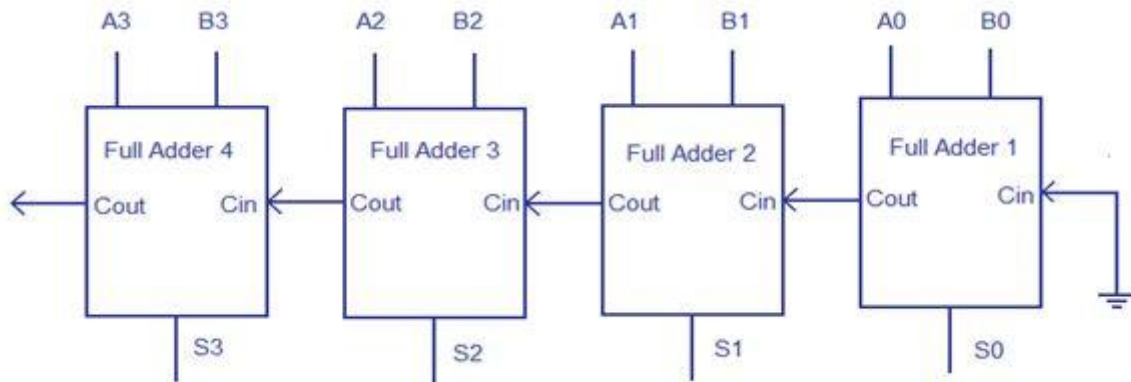 A3 B3 A2 B2 A1 B1 A0 B0
Full Adder 4 Full Adder 3 Full Adder 2 Full Adder 1
Cout Cin Cout Cin Cout Cin Cout Cin
S3 S2 S1 S0